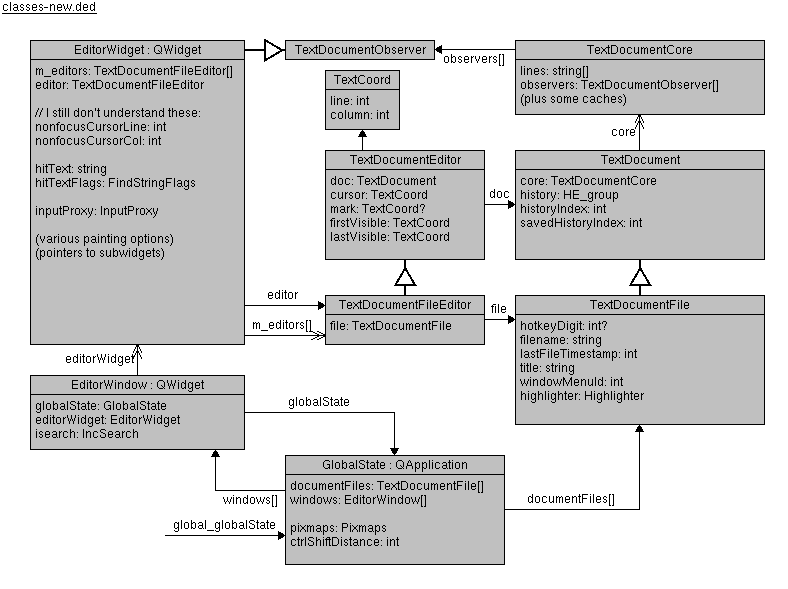 classes-new.ded
EditorWidget : QWidget
m_editors: TextDocumentFileEditor[]
editor: TextDocumentFileEditor
// I still don't understand these:
nonfocusCursorLine: int
nonfocusCursorCol: int
hitText: string
hitTextFlags: FindStringFlags
inputProxy: InputProxy
(various painting options)
(pointers to subwidgets)
TextDocumentObserver
observers[]
TextDocumentCore
lines: string[]
observers: TextDocumentObserver[]
(plus some caches)
TextCoord
line: int
column: int
core
TextDocumentEditor
doc: TextDocument
cursor: TextCoord
mark: TextCoord?
firstVisible: TextCoord
lastVisible: TextCoord
doc
TextDocument
core: TextDocumentCore
history: HE_group
historyIndex: int
savedHistoryIndex: int
editor
m_editors[]
TextDocumentFileEditor
file: TextDocumentFile
file
TextDocumentFile
hotkeyDigit: int?
filename: string
lastFileTimestamp: int
title: string
windowMenuId: int
highlighter: Highlighter
editorWidget
EditorWindow : QWidget
globalState: GlobalState
editorWidget: EditorWidget
isearch: IncSearch
globalState
GlobalState : QApplication
documentFiles: TextDocumentFile[]
windows: EditorWindow[]
pixmaps: Pixmaps
ctrlShiftDistance: int
windows[]
global_globalState
documentFiles[]